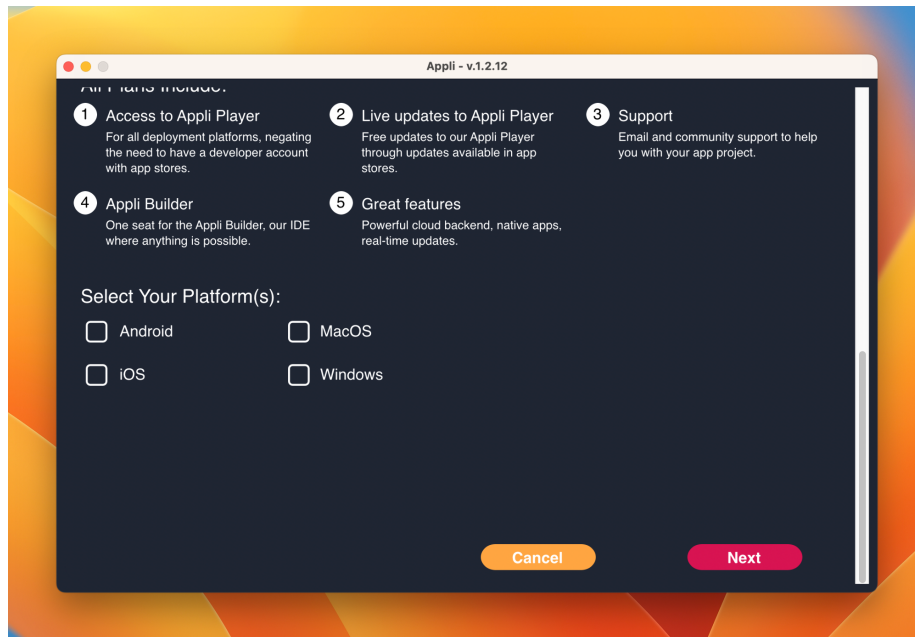 Appli - v.1.2.12
All Plans Include:
1 Access to Appli Player
For all deployment platforms, negating
the need to have a developer account
with app stores.
2 Live updates to Appli Player
Free updates to our Appli Player
through updates available in app
stores.
3 Support
Email and community support to help
you with your app project.
4 Appli Builder
One seat for the Appli Builder, our IDE
where anything is possible.
5 Great features
Powerful cloud backend, native apps,
real-time updates.
Select Your Platform(s):
Android
MacOS
iOS
Windows
Cancel
Next